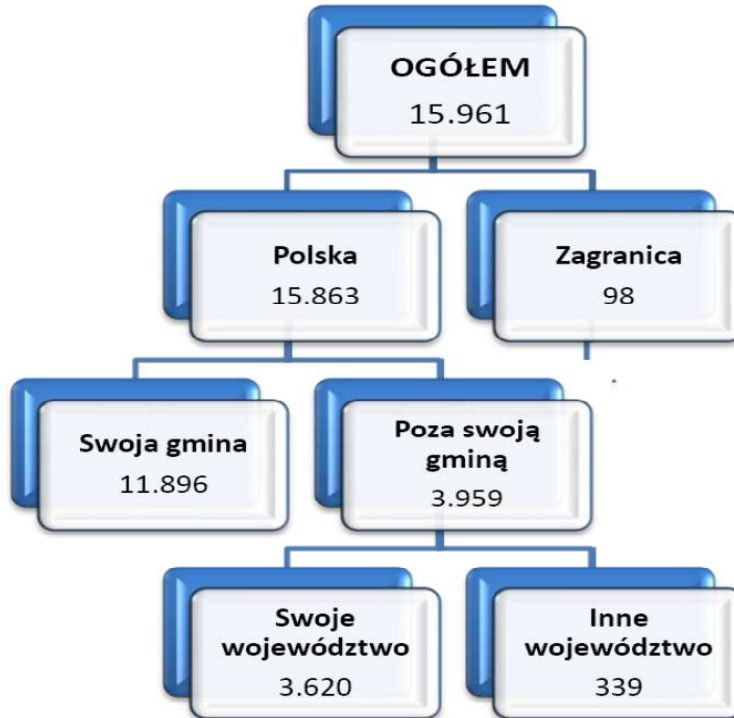 OGÓŁEM
15.961
Polska
15.863
Zagranica
98
Swoja gmina
11.896
Poza swoją
gminą
3.959
Swoje
województwo
3.620
Inne
województwo
339